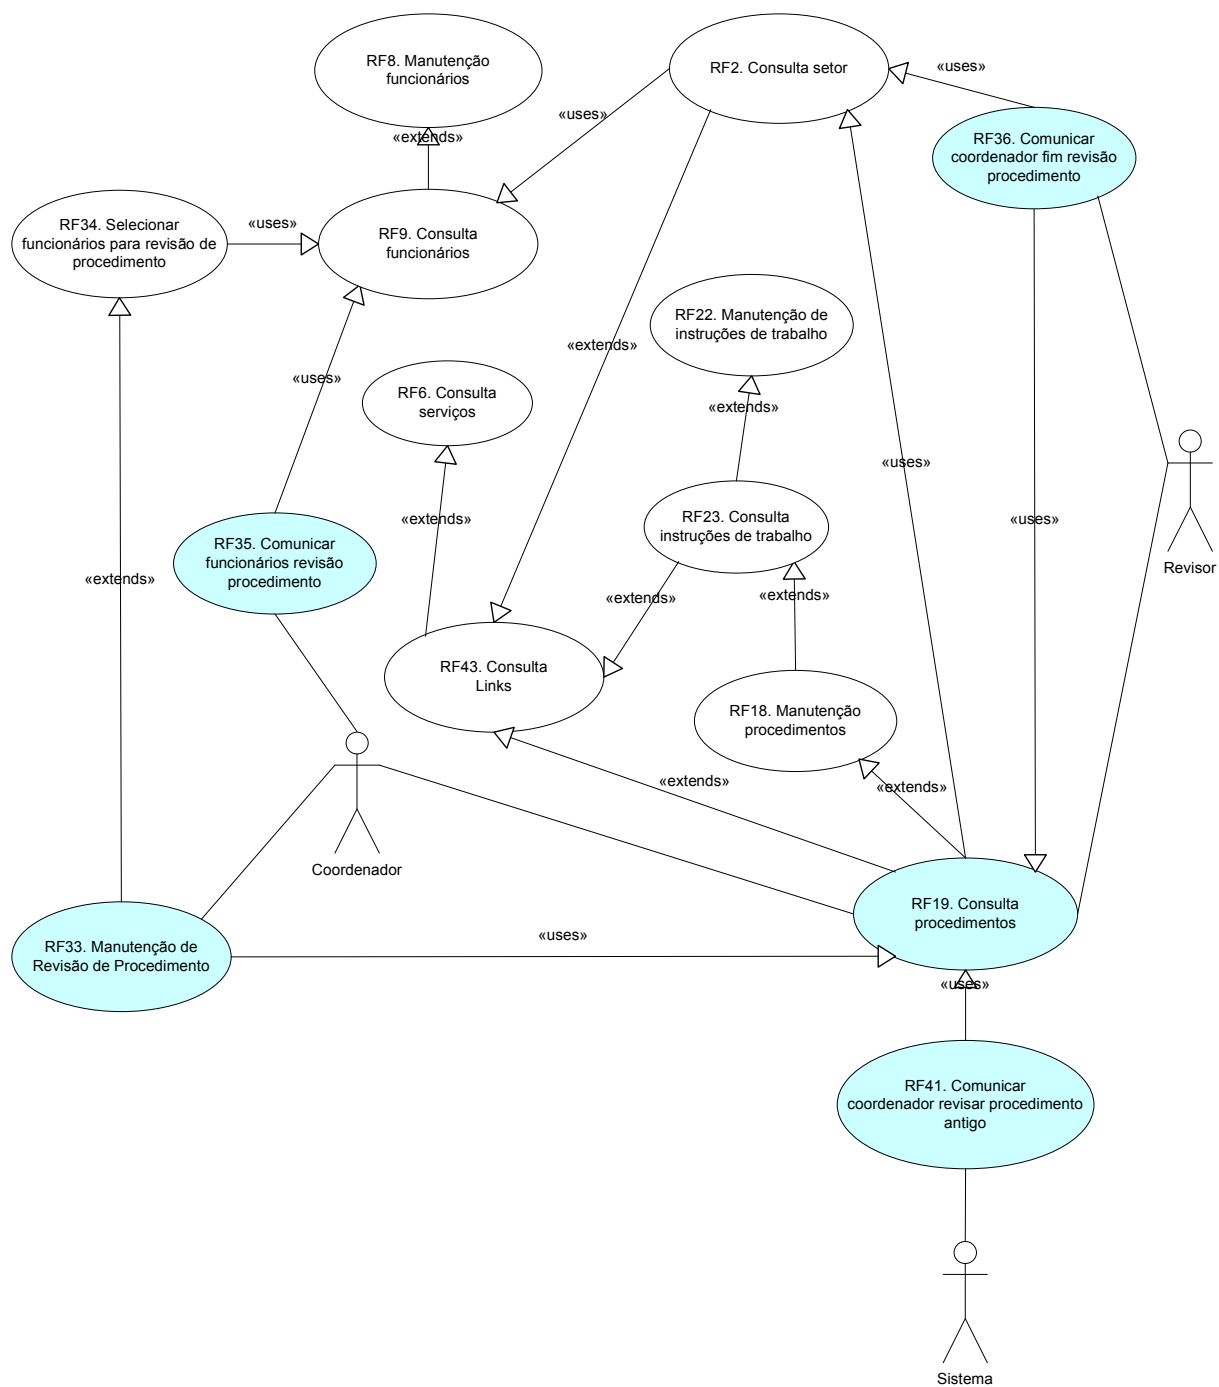 RF8. Manutenção
funcionários
RF2. Consulta setor
«uses»
«uses»
«extends»
RF36. Comunicar
coordenador fim revisão
procedimento
RF34. Selecionar
funcionários para revisão de
procedimento
«uses»
RF9. Consulta
funcionários
RF22. Manutenção de
instruções de trabalho
«extends»
«uses»
RF6. Consulta
serviços
«extends»
«uses»
«extends»
RF23. Consulta
instruções de trabalho
«uses»
RF35. Comunicar
funcionários revisão
procedimento
Revisor
«extends»
«extends»
«extends»
RF43. Consulta
Links
RF18. Manutenção
procedimentos
«extends»
«extends»
Coordenador
RF19. Consulta
procedimentos
RF33. Manutenção de
Revisão de Procedimento
«uses»
«uses»
RF41. Comunicar
coordenador revisar procedimento
antigo
Sistema